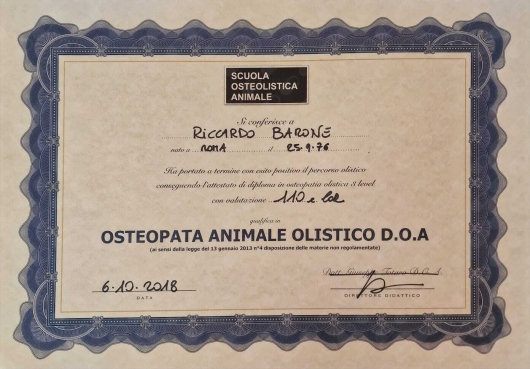 SCUOLA
OSTEOLISTICA
ANIMALE
Si conferisce a
RICCARDO BARONE
nato a ROMA il 25.9.76
Ha portato a termine con esito positivo il percorso olistico
conseguendo l'attestato di diploma in osteopatia olistica 3 level
con valutazione 110 e lode
qualifica in
OSTEOPATA ANIMALE OLISTICO D.O.A
(ai sensi della legge del 13 gennaio 2013 n°4 disposizione delle materie non regolamentate)
Dott. Giuseppe D.O.A
6.10.2018
DATA
DIRETTORE DIDATTICO